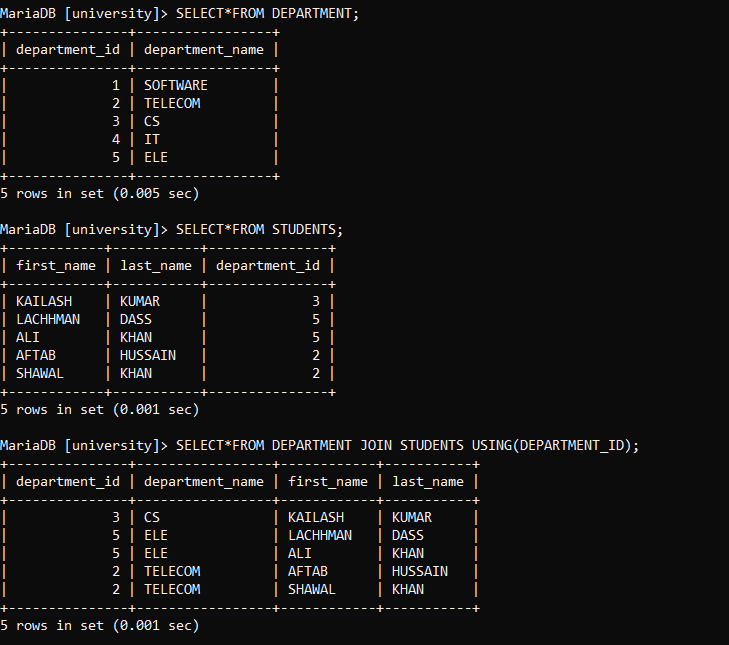 MariaDB [university]> SELECT*FROM DEPARTMENT;
+---------------+-----------------+
| department_id | department_name |
+---------------+-----------------+
|             1 | SOFTWARE        |
|             2 | TELECOM         |
|             3 | CS              |
|             4 | IT              |
|             5 | ELE             |
+---------------+-----------------+
5 rows in set (0.005 sec)

MariaDB [university]> SELECT*FROM STUDENTS;
+------------+-----------+---------------+
| first_name | last_name | department_id |
+------------+-----------+---------------+
| KAILASH    | KUMAR     |             3 |
| LACHHMAN   | DASS      |             5 |
| ALI        | KHAN      |             5 |
| AFTAB      | HUSSAIN   |             2 |
| SHAWAL     | KHAN      |             2 |
+------------+-----------+---------------+
5 rows in set (0.001 sec)

MariaDB [university]> SELECT*FROM DEPARTMENT JOIN STUDENTS USING(DEPARTMENT_ID);
+---------------+-----------------+------------+-----------+
| department_id | department_name | first_name | last_name |
+---------------+-----------------+------------+-----------+
|             3 | CS              | KAILASH    | KUMAR     |
|             5 | ELE             | LACHHMAN   | DASS      |
|             5 | ELE             | ALI        | KHAN      |
|             2 | TELECOM         | AFTAB      | HUSSAIN   |
|             2 | TELECOM         | SHAWAL     | KHAN      |
+---------------+-----------------+------------+-----------+
5 rows in set (0.001 sec)